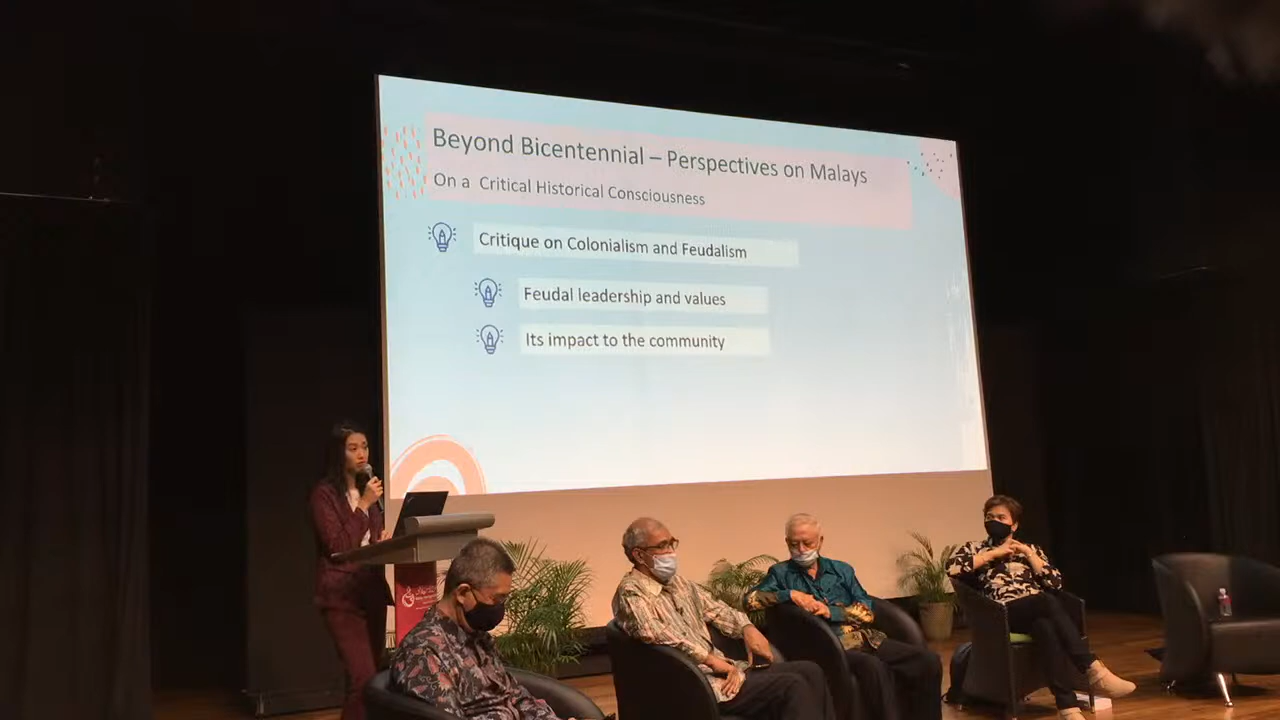 Beyond Bicentennial – Perspectives on Malays
On a Critical Historical Consciousness
Critique on Colonialism and Feudalism
Feudal leadership and values
Its impact to the community